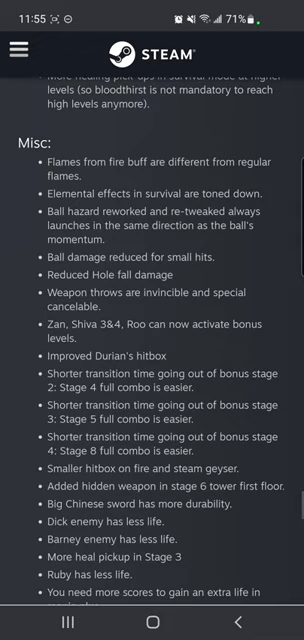 11:55
71%
STEAM®
More healing pick-ups in survival mode at higher
levels (so bloodthirst is not mandatory to reach
high levels anymore).
Misc:
• Flames from fire buff are different from regular
flames.
• Elemental effects in survival are toned down.
• Ball hazard reworked and re-tweaked always
launches in the same direction as the ball's
momentum.
• Ball damage reduced for small hits.
• Reduced Hole fall damage
• Weapon throws are invincible and special
cancelable.
• Zan, Shiva 3&4, Roo can now activate bonus
levels.
• Improved Durian's hitbox
• Shorter transition time going out of bonus stage
2: Stage 4 full combo is easier.
• Shorter transition time going out of bonus stage
3: Stage 5 full combo is easier.
• Shorter transition time going out of bonus stage
4: Stage 8 full combo is easier.
• Smaller hitbox on fire and steam geyser.
• Added hidden weapon in stage 6 tower first floor.
• Big Chinese sword has more durability.
• Dick enemy has less life.
• Barney enemy has less life.
• More heal pickup in Stage 3
• Ruby has less life.
• You need more scores to gain an extra life in